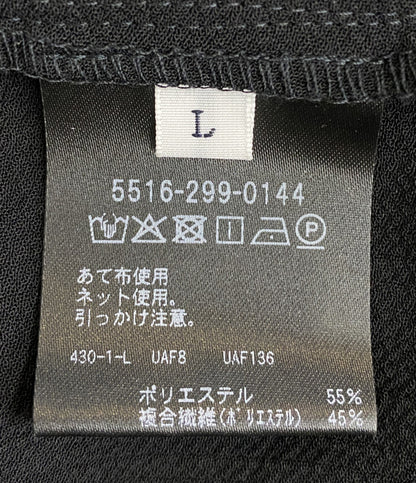 L
5516-299-0144
P
あて布使用
ネット使用。
引っかけ注意。
430-1-L UAF8 UAF136
ポリエステル 55%
複合繊維(ポリエステル) 45%